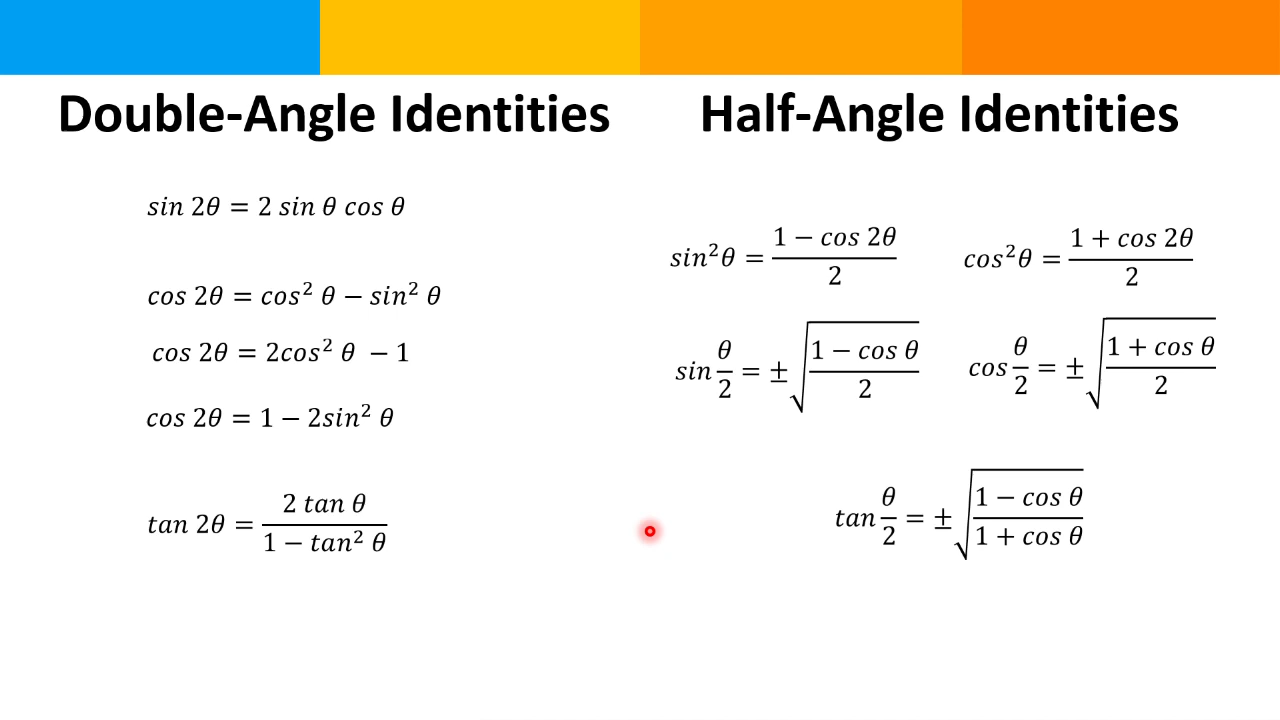 Double-Angle Identities
sin 2θ = 2 sin θ cos θ
cos 2θ = cos² θ − sin² θ
cos 2θ = 2cos² θ − 1
cos 2θ = 1 − 2sin² θ
tan 2θ = 2 tan θ / 1 − tan² θ
Half-Angle Identities
sin²θ = 1 − cos 2θ / 2
cos²θ = 1 + cos 2θ / 2
sin θ/2 = ± √(1 − cos θ / 2)
cos θ/2 = ± √(1 + cos θ / 2)
tan θ/2 = ± √(1 − cos θ / 1 + cos θ)